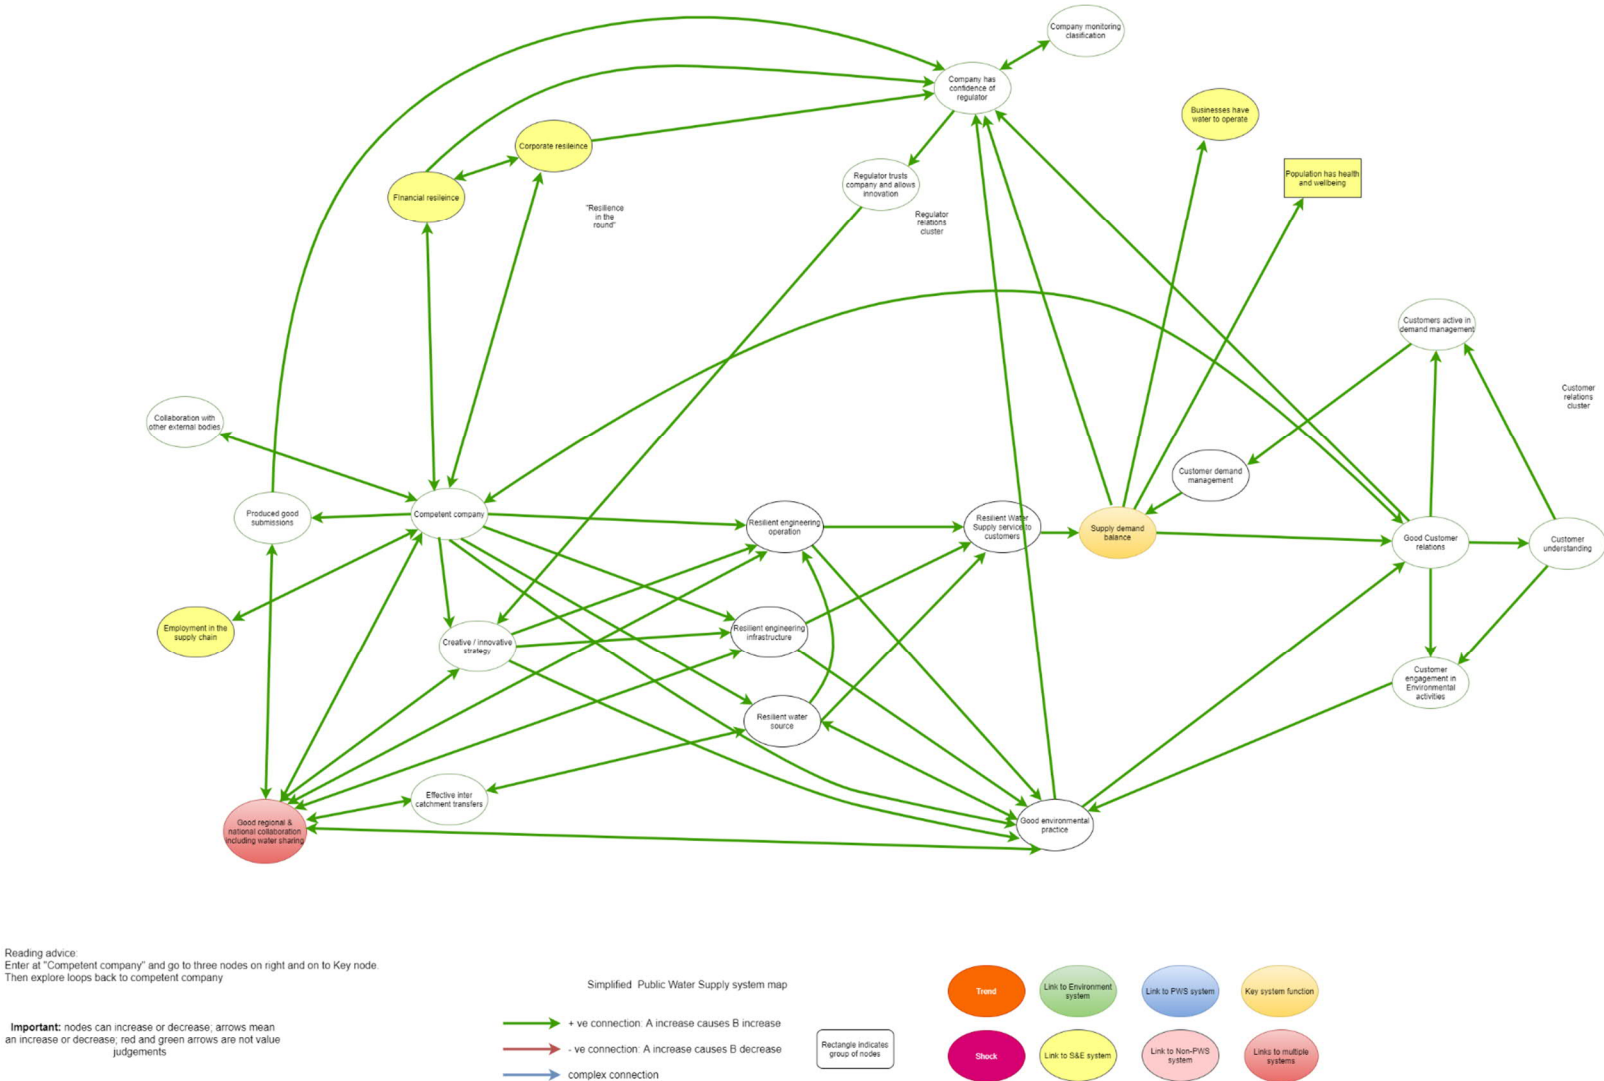 Company monitoring
clasification
Company has
confidence of
regulator
Businesses have
water to operate
Corporate resileince
Population has health
and wellbeing
Regulator trusts
company and allows
innovation
Financial resileince
"Resilience
in the
round"
Regulator
relations
cluster
Customers active in
demand management
Customer
relations
cluster
Collaboration with
other external bodies
Customer demand
management
Produced good
submissions
Competent company
Resilient engineering
operation
Resilient Water
Supply service to
customers
Supply demand
balance
Good Customer
relations
Customer
understanding
Employment in the
supply chain
Creative / innovative
strategy
Resilient engineering
infrastructure
Customer
engagement in
Environmental
activities
Resilient water
source
Effective inter
catchment transfers
Good regional &
national collaboration
including water sharing
Good environmental
practice
Reading advice:
Enter at "Competent company" and go to three nodes on right and on to Key node.
Then explore loops back to competent company
Important: nodes can increase or decrease; arrows mean
an increase or decrease; red and green arrows are not value
judgements
Simplified Public Water Supply system map
+ ve connection: A increase causes B increase
- ve connection: A increase causes B decrease
complex connection
Rectangle indicates
group of nodes
Trend
Link to Environment
system
Link to PWS system
Key system function
Shock
Link to S&E system
Link to Non-PWS
system
Links to multiple
systems